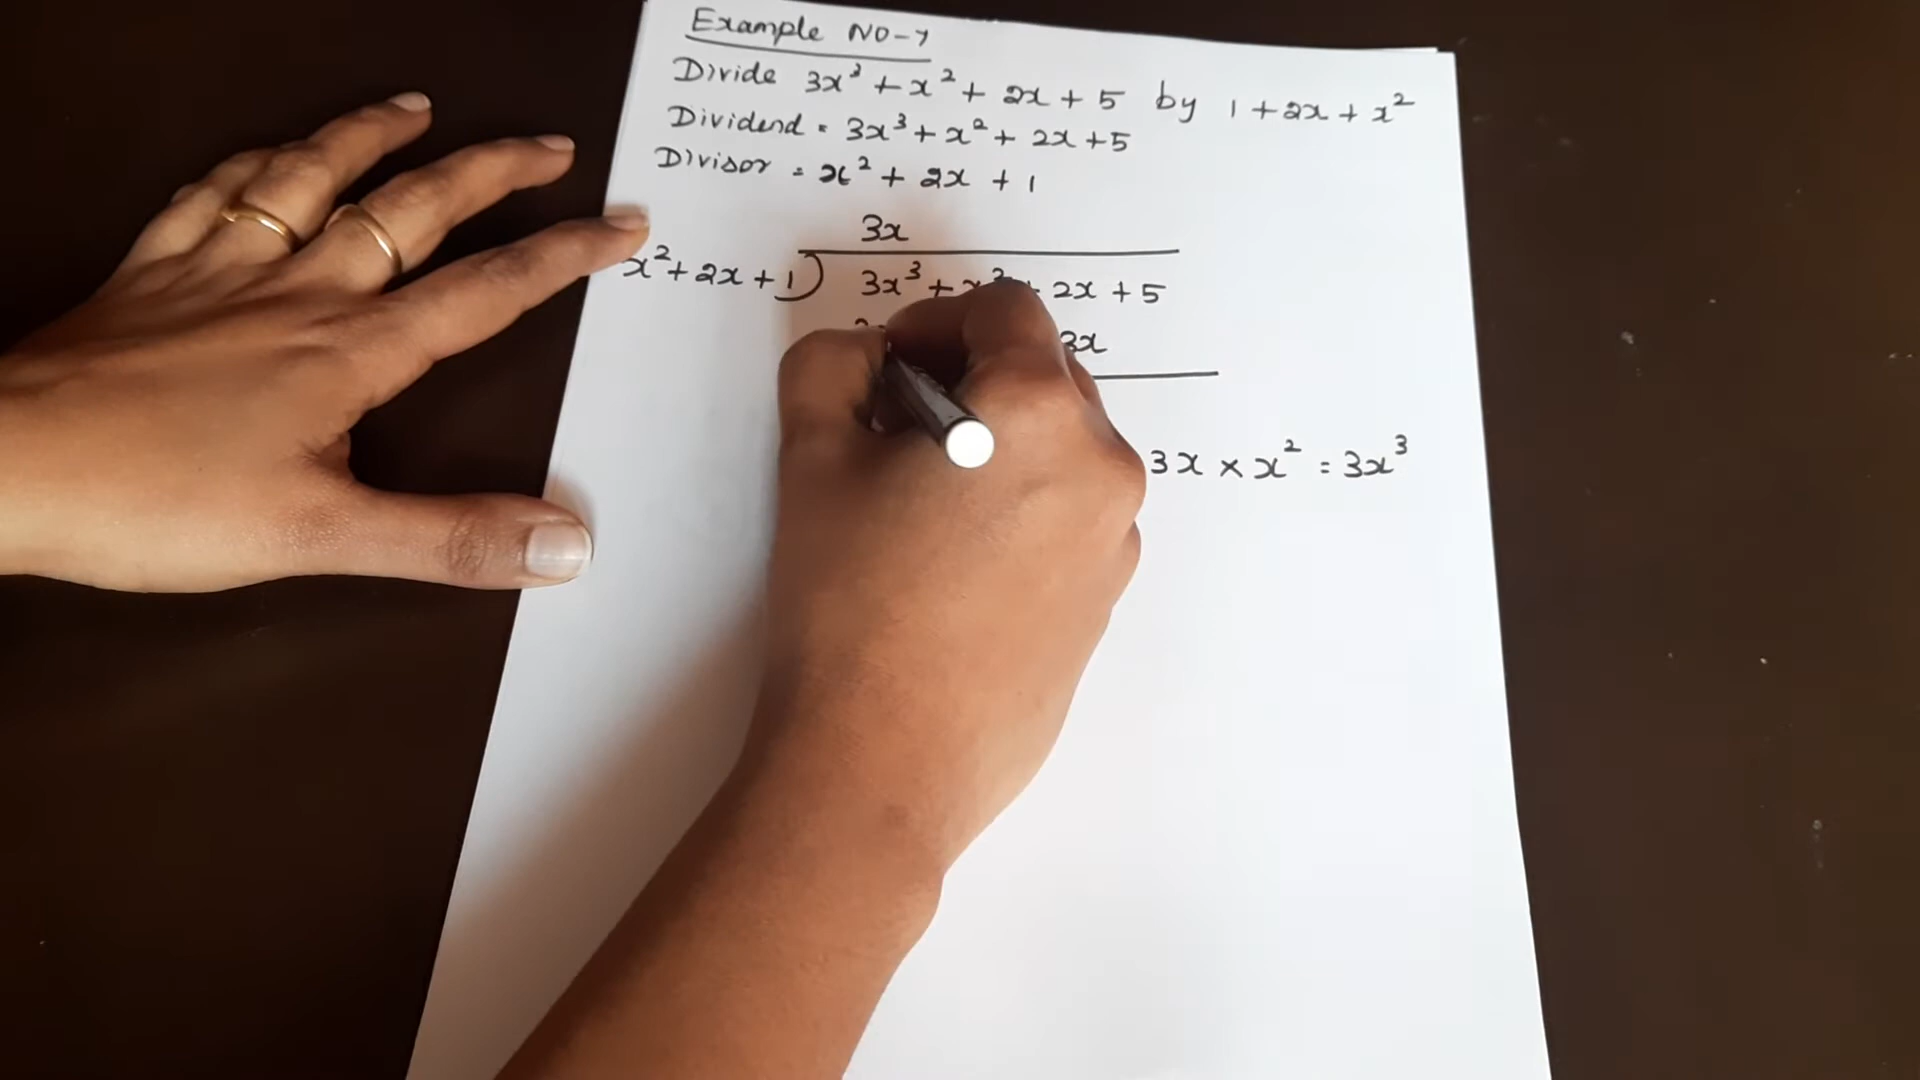 Example NO-7
Divide 3x³ + x² + 2x + 5 by 1 + 2x + x²
Dividend = 3x³ + x² + 2x + 5
Divisor = x² + 2x + 1
3x
x² + 2x + 1) 3x³ + x² + 2x + 5
3x
3x × x² = 3x³